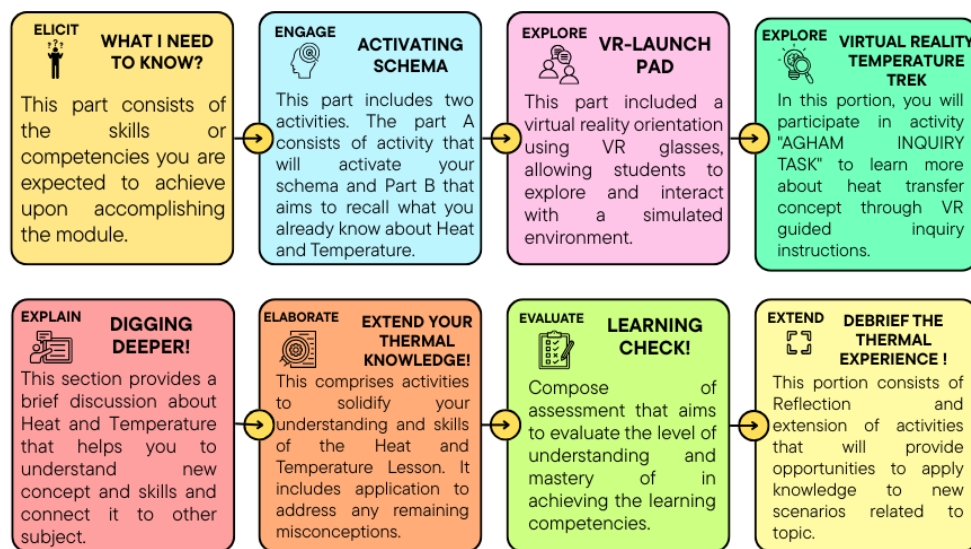 ELICIT
? ? ?
WHAT I NEED
TO KNOW?
This part consists of
the skills or
competencies you are
expected to achieve
upon accomplishing
the module.
ENGAGE
ACTIVATING
SCHEMA
This part includes two
activities. The part A
consists of activity that
will activate your
schema and Part B that
aims to recall what you
already know about Heat
and Temperature.
EXPLORE
VR-LAUNCH
PAD
This part included a
virtual reality orientation
using VR glasses,
allowing students to
explore and interact
with a simulated
environment.
EXPLORE
VIRTUAL REALITY
TEMPERATURE
TREK
In this portion, you will
participate in activity
"AGHAM INQUIRY
TASK" to learn more
about heat transfer
concept through VR
guided inquiry
instructions.
EXPLAIN
DIGGING
DEEPER!
This section provides a
brief discussion about
Heat and Temperature
that helps you to
understand new
concept and skills and
connect it to other
subject.
ELABORATE
EXTEND YOUR
THERMAL
KNOWLEDGE!
This comprises activities
to solidify your
understanding and skills
of the Heat and
Temperature Lesson. It
includes application to
address any remaining
misconceptions.
EVALUATE
LEARNING
CHECK!
Compose of
assessment that aims
to evaluate the level of
understanding and
mastery of in
achieving the learning
competencies.
EXTEND
DEBRIEF THE
THERMAL
EXPERIENCE !
This portion consists of
Reflection and
extension of activities
that will provide
opportunities to apply
knowledge to new
scenarios related to
topic.